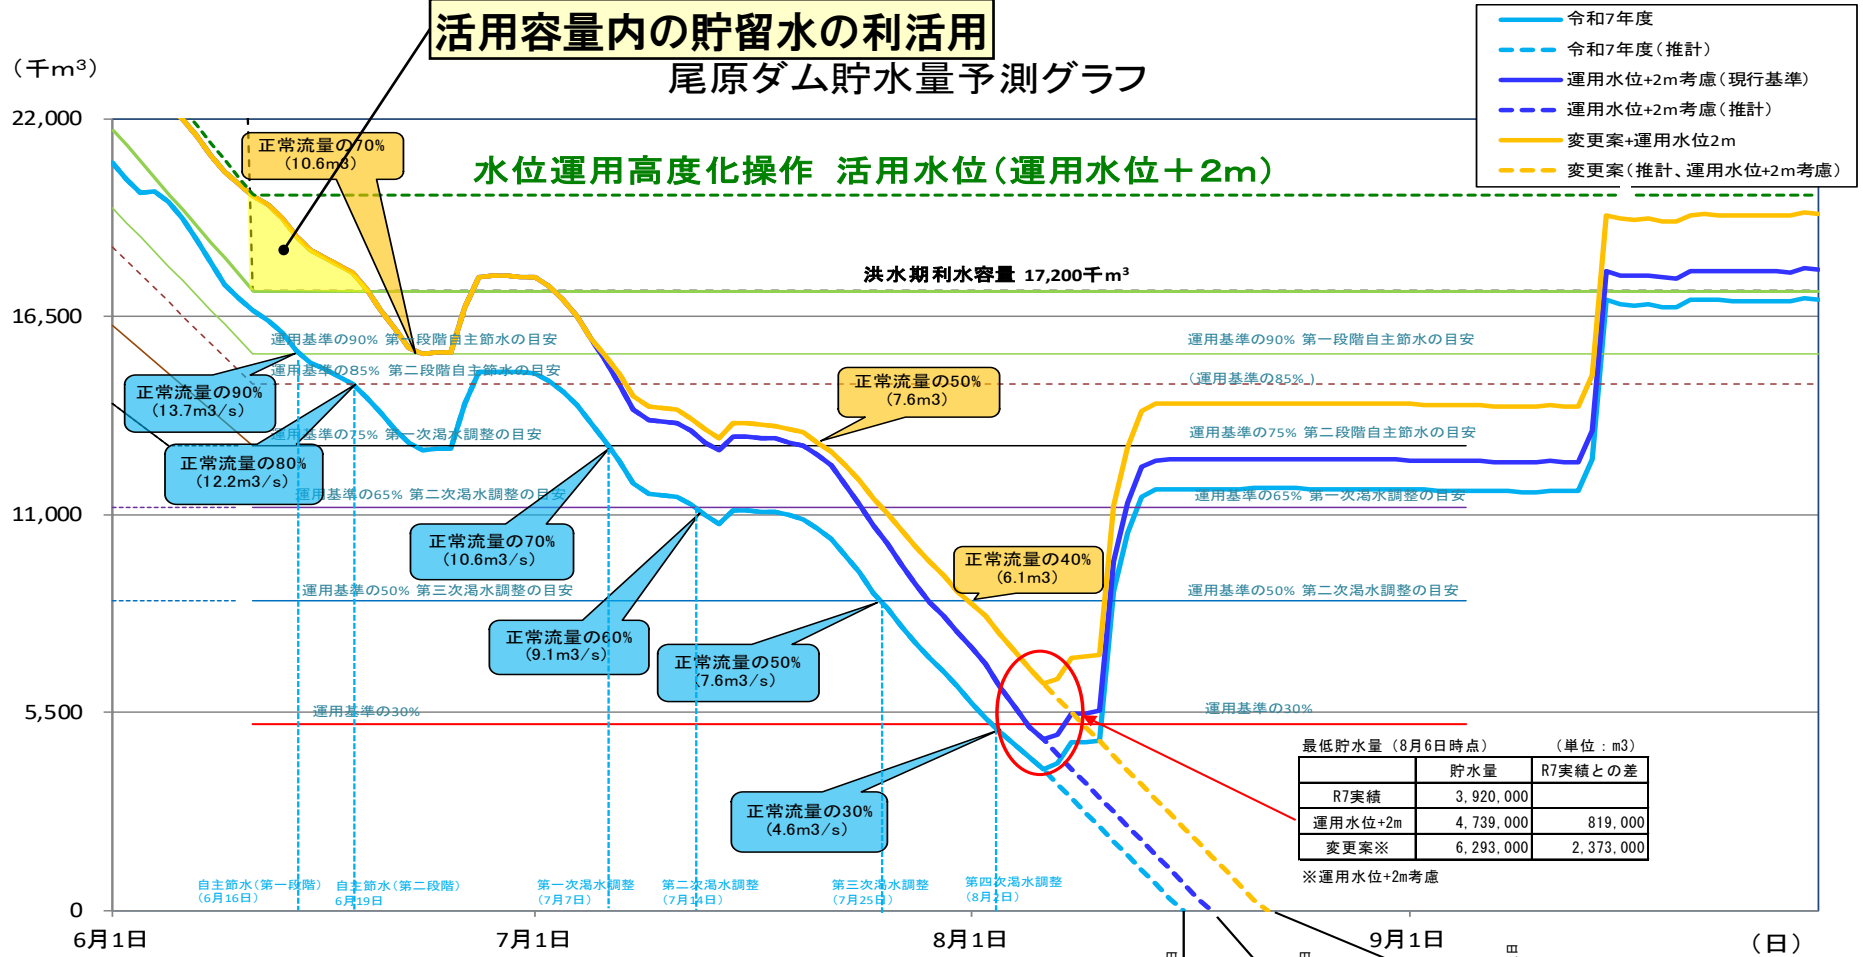 活用容量内の貯留水の利活用
(千m³)
尾原ダム貯水量予測グラフ
令和7年度
令和7年度(推計)
運用水位+2m考慮(現行基準)
運用水位+2m考慮(推計)
変更案+運用水位2m
変更案(推計、運用水位+2m考慮)
22,000
16,500
11,000
5,500
0
正常流量の70%
(10.6m3)
水位運用高度化操作 活用水位(運用水位+2m)
洪水期利水容量 17,200千m³
運用基準の90% 第一段階自主節水の目安
運用基準の90% 第一段階自主節水の目安
運用基準の85% 第二段階自主節水の目安
(運用基準の85%)
正常流量の90%
(13.7m3/s)
正常流量の50%
(7.6m3)
運用基準の75% 第一次渇水調整の目安
運用基準の75% 第二段階自主節水の目安
正常流量の80%
(12.2m3/s)
運用基準の65% 第二次渇水調整の目安
運用基準の65% 第一次渇水調整の目安
正常流量の70%
(10.6m3/s)
正常流量の40%
(6.1m3)
運用基準の50% 第三次渇水調整の目安
運用基準の50% 第二次渇水調整の目安
正常流量の60%
(9.1m3/s)
正常流量の50%
(7.6m3/s)
運用基準の30%
運用基準の30%
正常流量の30%
(4.6m3/s)
最低貯水量(8月6日時点) (単位:m3)
貯水量 R7実績との差
R7実績 3,920,000
運用水位+2m 4,739,000 819,000
変更案※ 6,293,000 2,373,000
※運用水位+2m考慮
自主節水(第一段階)
(6月16日)
自主節水(第二段階)
6月19日
第一次渇水調整
(7月7日)
第二次渇水調整
(7月14日)
第三次渇水調整
(7月25日)
第四次渇水調整
(8月2日)
6月1日
7月1日
8月1日
9月1日
(日)
日
日
日